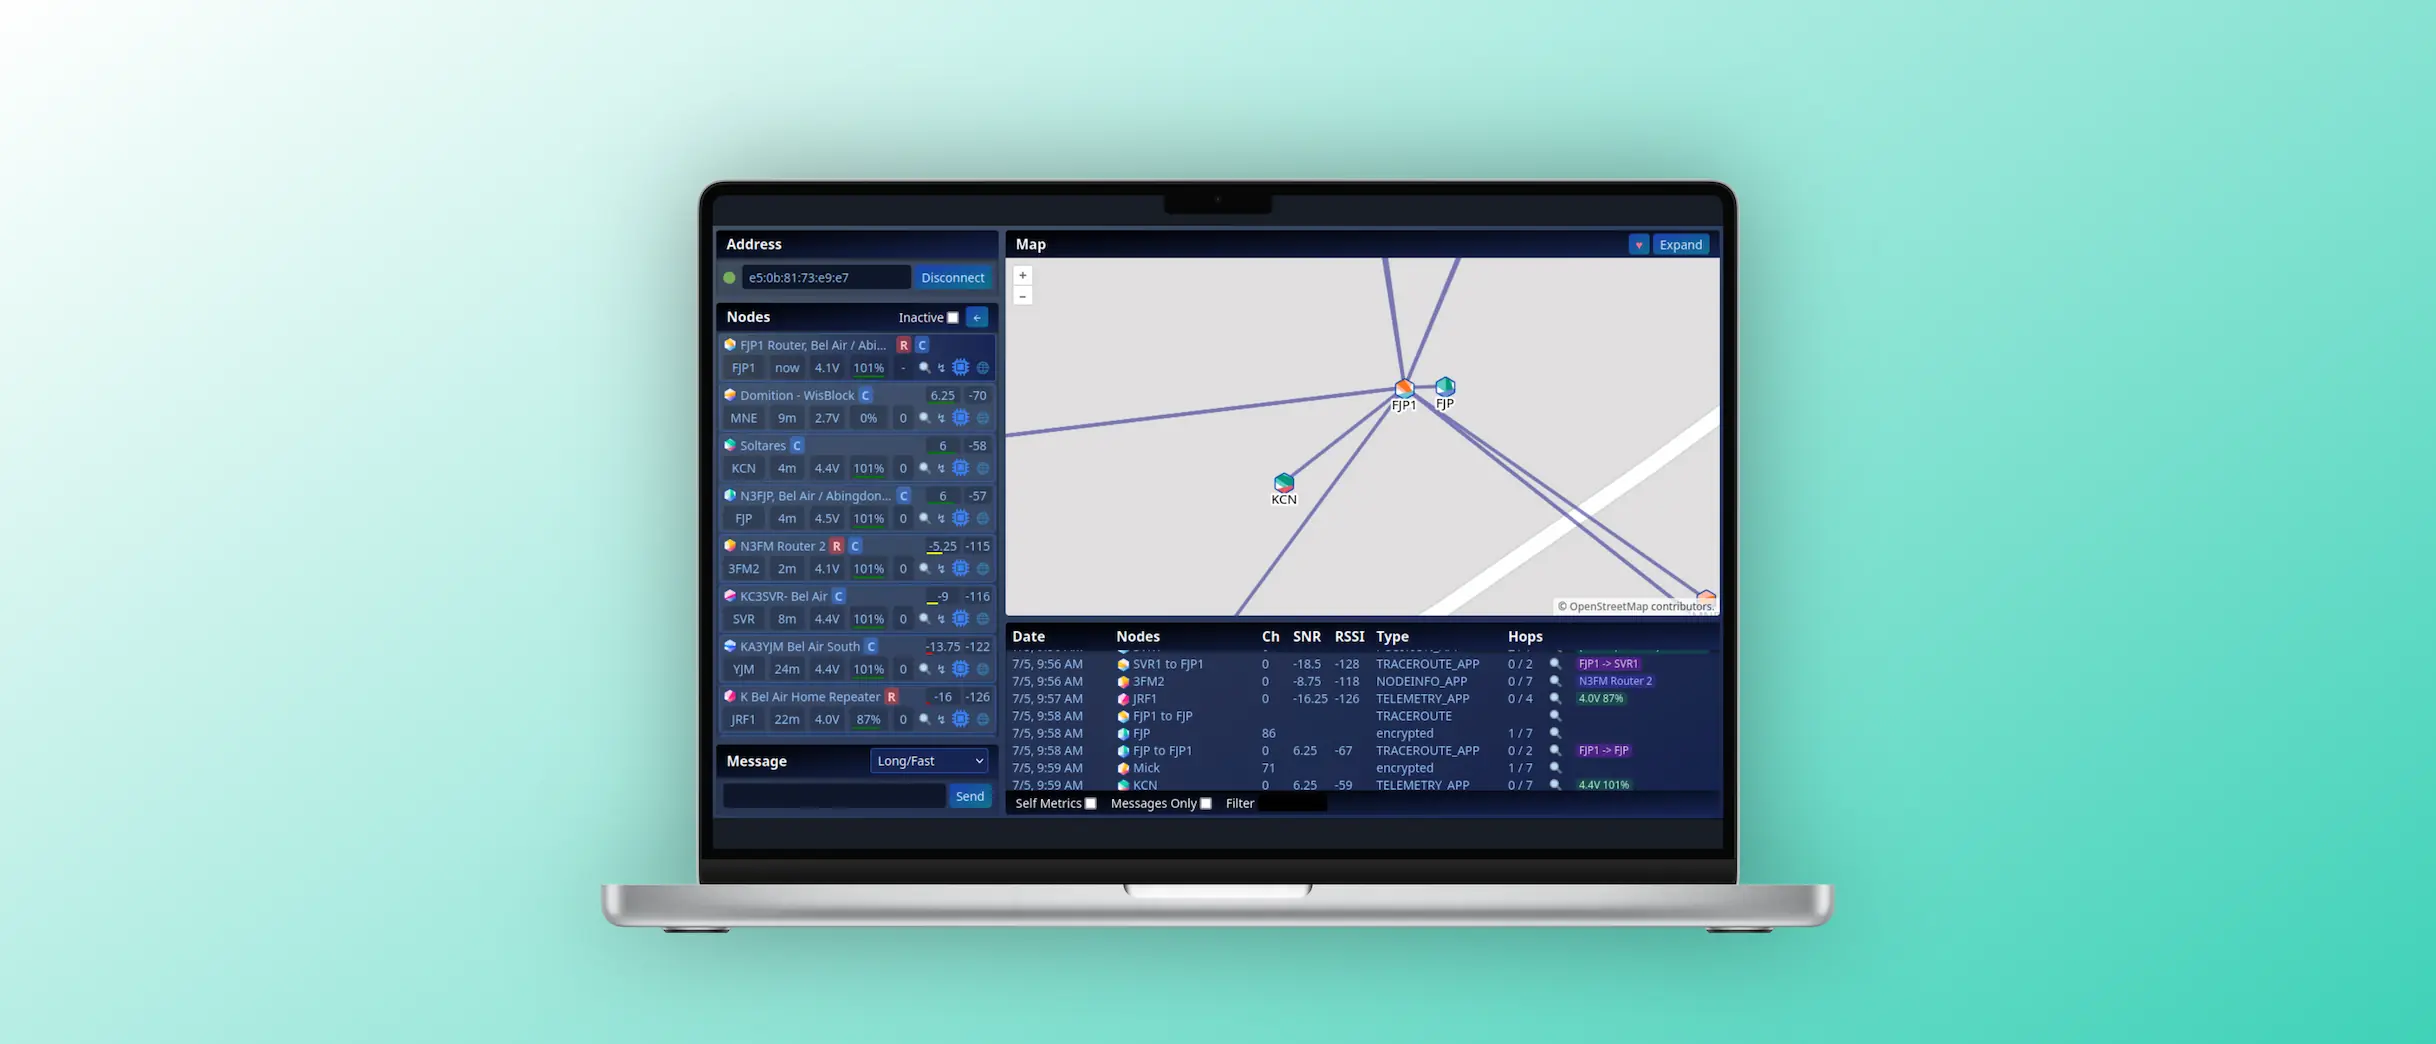 Address
e5:0b:81:73:e9:e7 Disconnect
Nodes Inactive
FJP1 Router, Bel Air / Abi... R C
FJP1 now 4.1V 101% -
Domition - WisBlock C 6.25 -70
MNE 9m 2.7V 0% 0
Soltares C 6 -58
KCN 4m 4.4V 101% 0
N3FJP, Bel Air / Abingdon... C 6 -57
FJP 4m 4.5V 101% 0
N3FM Router 2 R C -5.25 -115
3FM2 2m 4.1V 101% 0
KC3SVR- Bel Air C -9 -116
SVR 8m 4.4V 101% 0
KA3YJM Bel Air South C -13.75 -122
YJM 24m 4.4V 101% 0
K Bel Air Home Repeater R -16 -126
JRF1 22m 4.0V 87% 0
Message Long/Fast
Send
Map Expand
+
-
FJP1 FJP
KCN
© OpenStreetMap contributors.
Date Nodes Ch SNR RSSI Type Hops
7/5, 9:56 AM SVR1 to FJP1 0 -18.5 -128 TRACEROUTE_APP 0 / 2 FJP1 -> SVR1
7/5, 9:56 AM 3FM2 0 -8.75 -118 NODEINFO_APP 0 / 7 N3FM Router 2
7/5, 9:57 AM JRF1 0 -16.25 -126 TELEMETRY_APP 0 / 4 4.0V 87%
7/5, 9:58 AM FJP1 to FJP TRACEROUTE
7/5, 9:58 AM FJP 86 encrypted 1 / 7
7/5, 9:58 AM FJP to FJP1 0 6.25 -67 TRACEROUTE_APP 0 / 2 FJP1 -> FJP
7/5, 9:59 AM Mick 71 encrypted 1 / 7
7/5, 9:59 AM KCN 0 6.25 -59 TELEMETRY_APP 0 / 7 4.4V 101%
Self Metrics Messages Only Filter